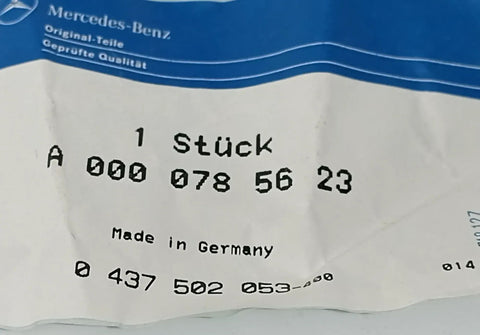 Mercedes-Benz
Original-Teile
Geprüfte Qualität
1 Stück
A 000 078 56 23
Made in Germany
0 437 502 053
014